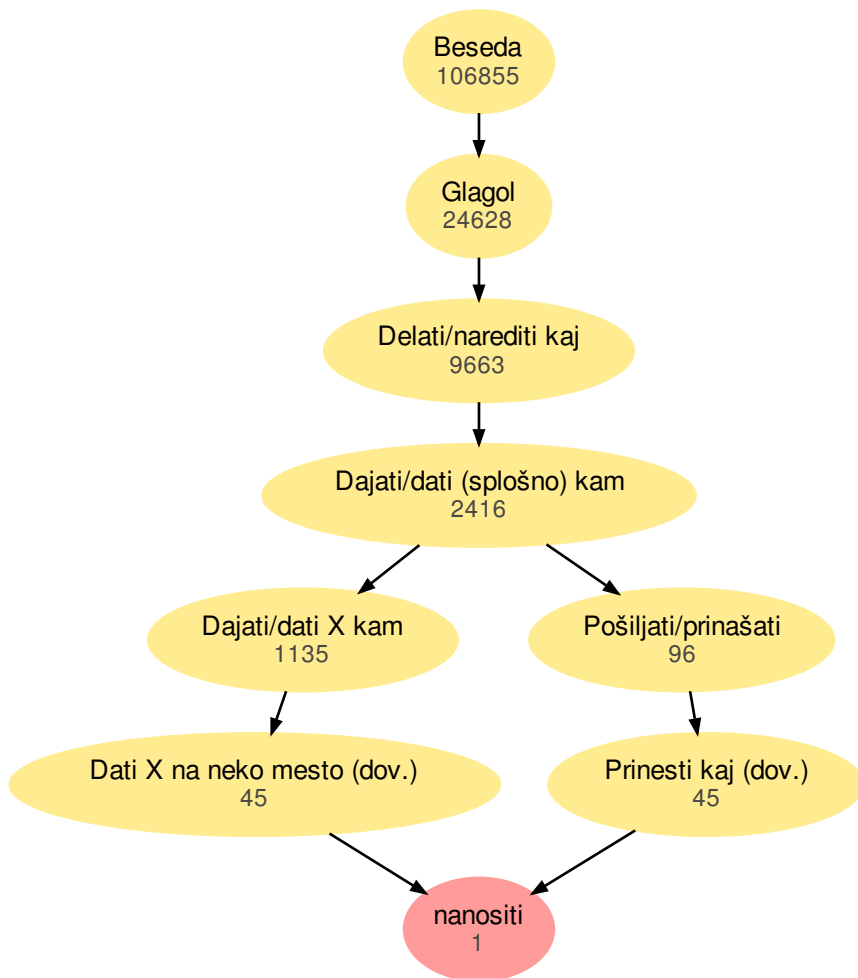 Beseda
106855
Glagol
24628
Delati/narediti kaj
9663
Dajati/dati (splošno) kam
2416
Dajati/dati X kam
1135
Pošiljati/prinašati
96
Dati X na neko mesto (dov.)
45
Prinesti kaj (dov.)
45
nanositi
1